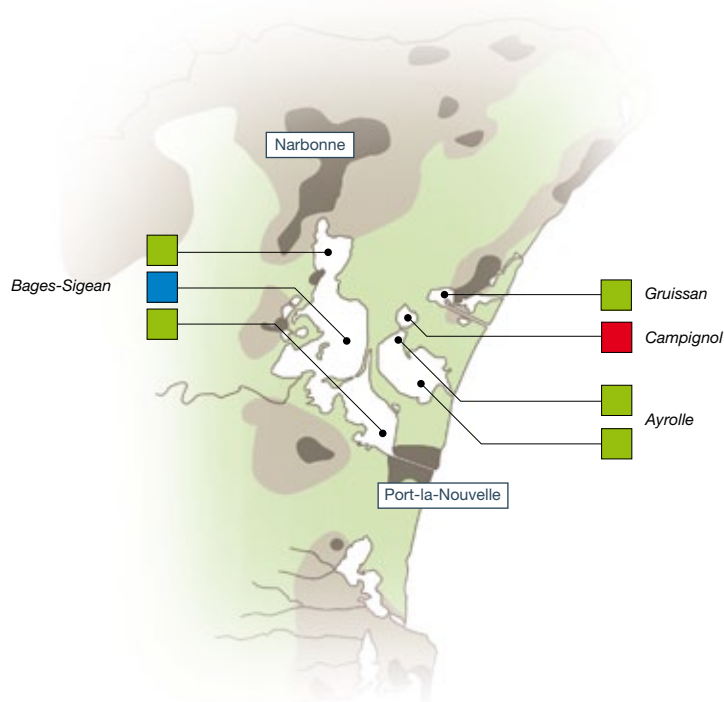 Narbonne
Bages-Sigean
Gruissan
Campignol
Ayrolle
Port-la-Nouvelle